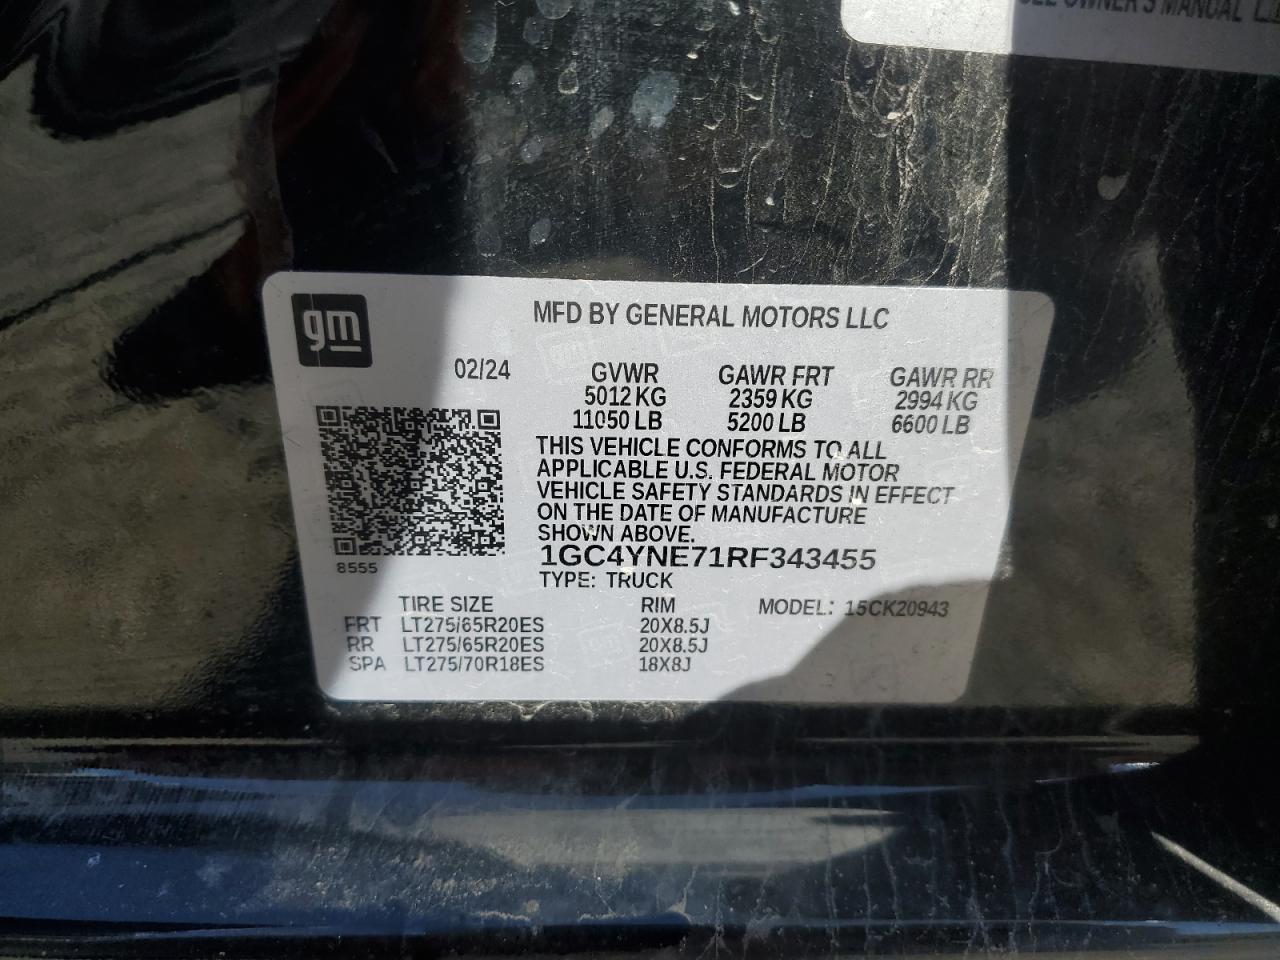 OWNER'S MANUAL
gm
MFD BY GENERAL MOTORS LLC
02/24 GVWR GAWR FRT GAWR RR
5012 KG 2359 KG 2994 KG
11050 LB 5200 LB 6600 LB
THIS VEHICLE CONFORMS TO ALL
APPLICABLE U.S. FEDERAL MOTOR
VEHICLE SAFETY STANDARDS IN EFFECT
ON THE DATE OF MANUFACTURE
SHOWN ABOVE.
8555
1GC4YNE71RF343455
TYPE: TRUCK
TIRE SIZE RIM MODEL: 15CK20943
FRT LT275/65R20ES 20X8.5J
RR LT275/65R20ES 20X8.5J
SPA LT275/70R18ES 18X8J